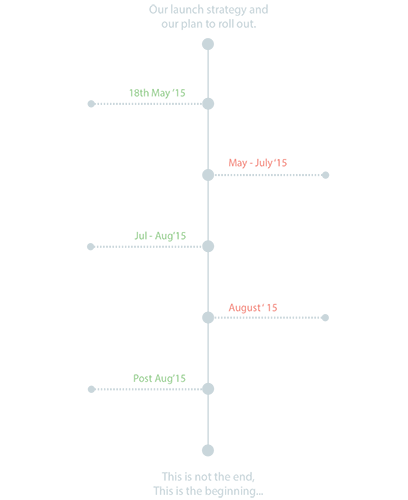 Our launch strategy and
our plan to roll out.
18th May '15
May - July '15
Jul - Aug'15
August' 15
Post Aug'15
This is not the end,
This is the beginning...